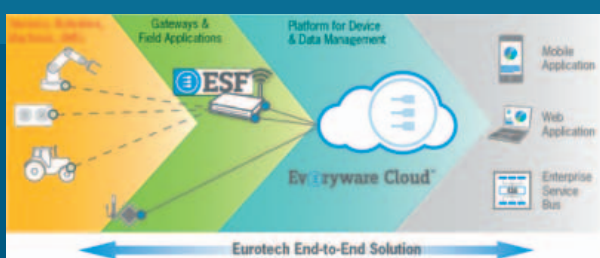 Gateways &
Field Applications
Platform for Device
& Data Management
ESF
Everyware Cloud™
Mobile
Application
Web
Application
Enterprise
Service
Bus
Eurotech End-to-End Solution